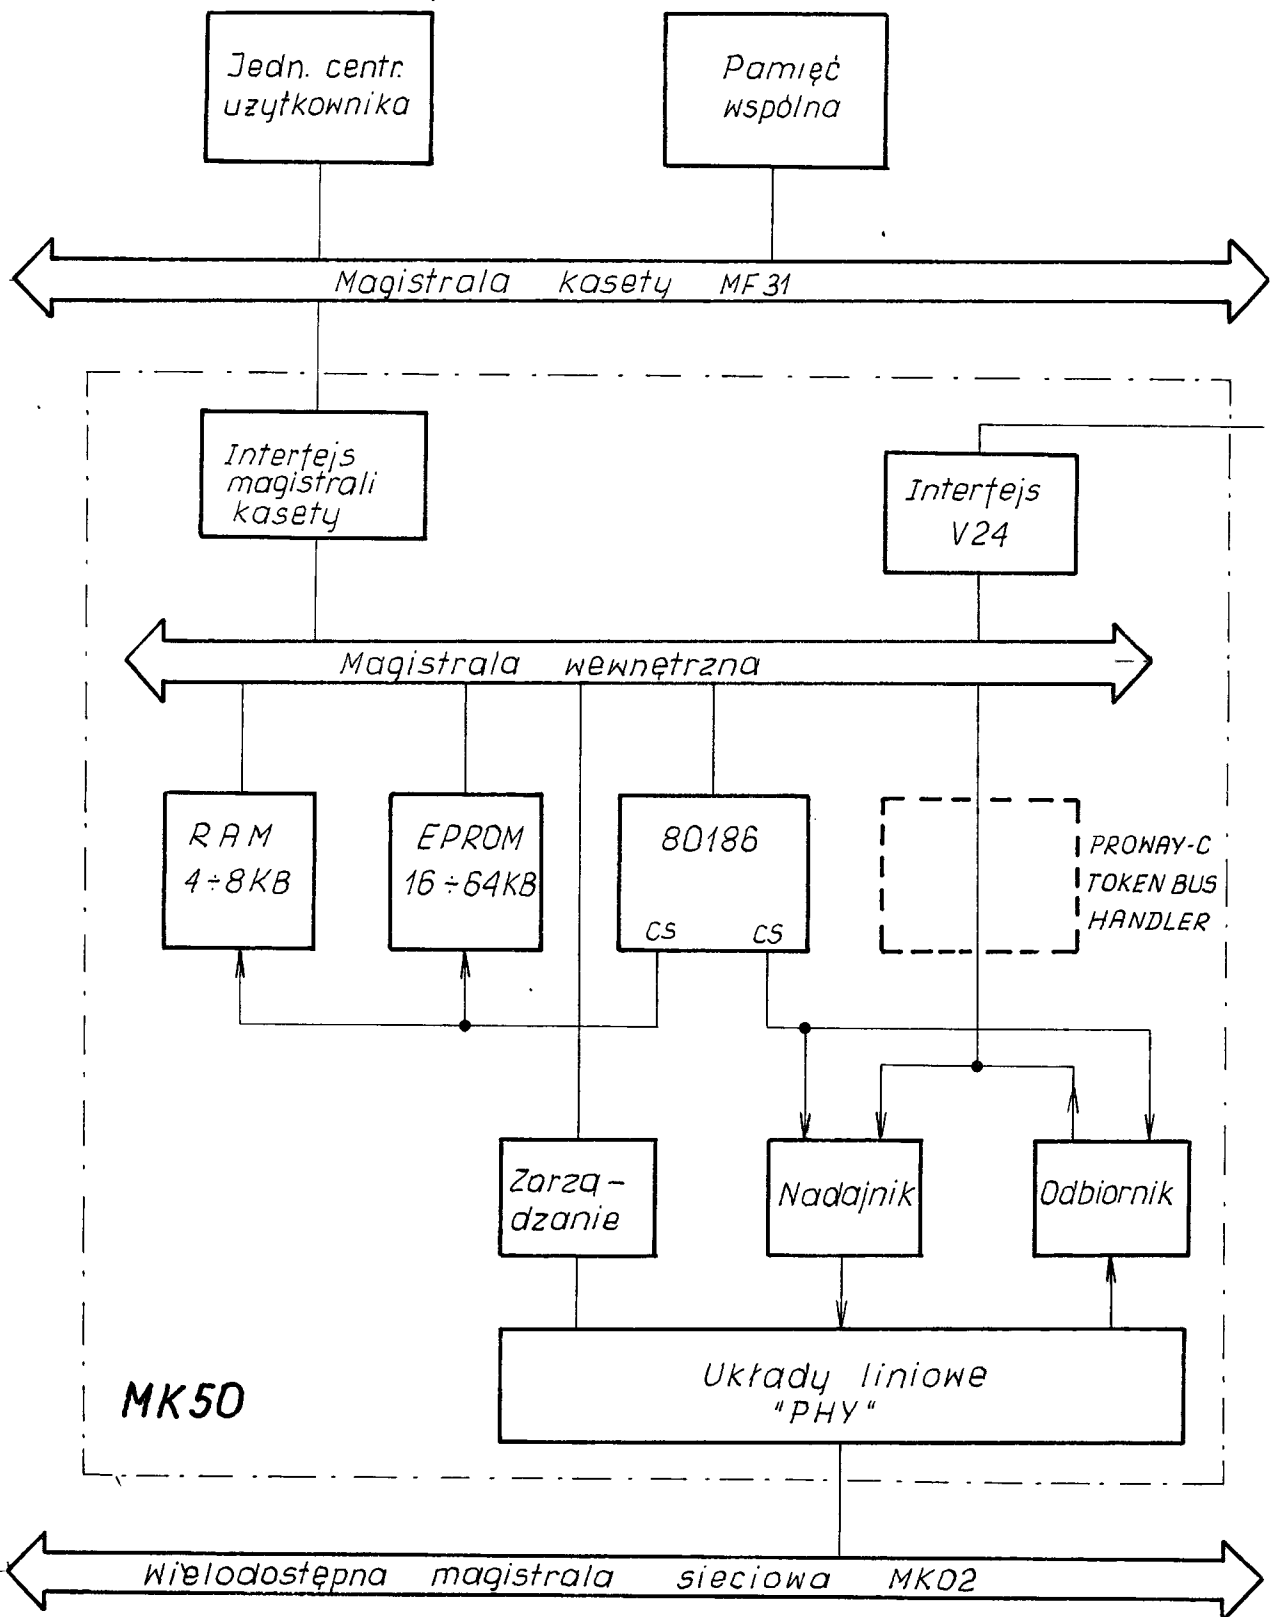 Jedn. centr.
użytkownika
Pamięć
wspólna
Magistrala kasety MF31
Interfejs
magistrali
kasety
Interfejs
V24
Magistrala wewnętrzna
RAM
4÷8KB
EPROM
16÷64KB
80186
CS CS
PROWAY-C
TOKEN BUS
HANDLER
Zarzą-
dzanie
Nadajnik
Odbiornik
Układy liniowe
"PHY"
MK50
Wielodostępna magistrala sieciowa MK02